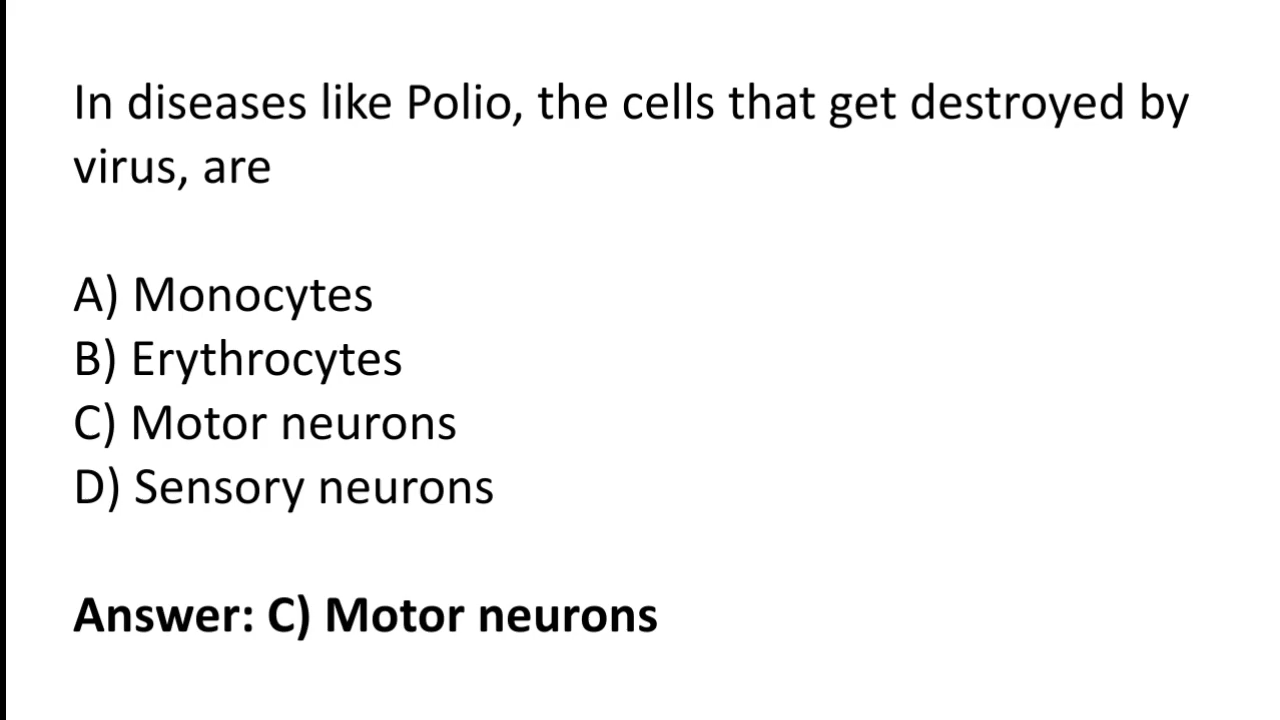 In diseases like Polio, the cells that get destroyed by
virus, are
A) Monocytes
B) Erythrocytes
C) Motor neurons
D) Sensory neurons
Answer: C) Motor neurons